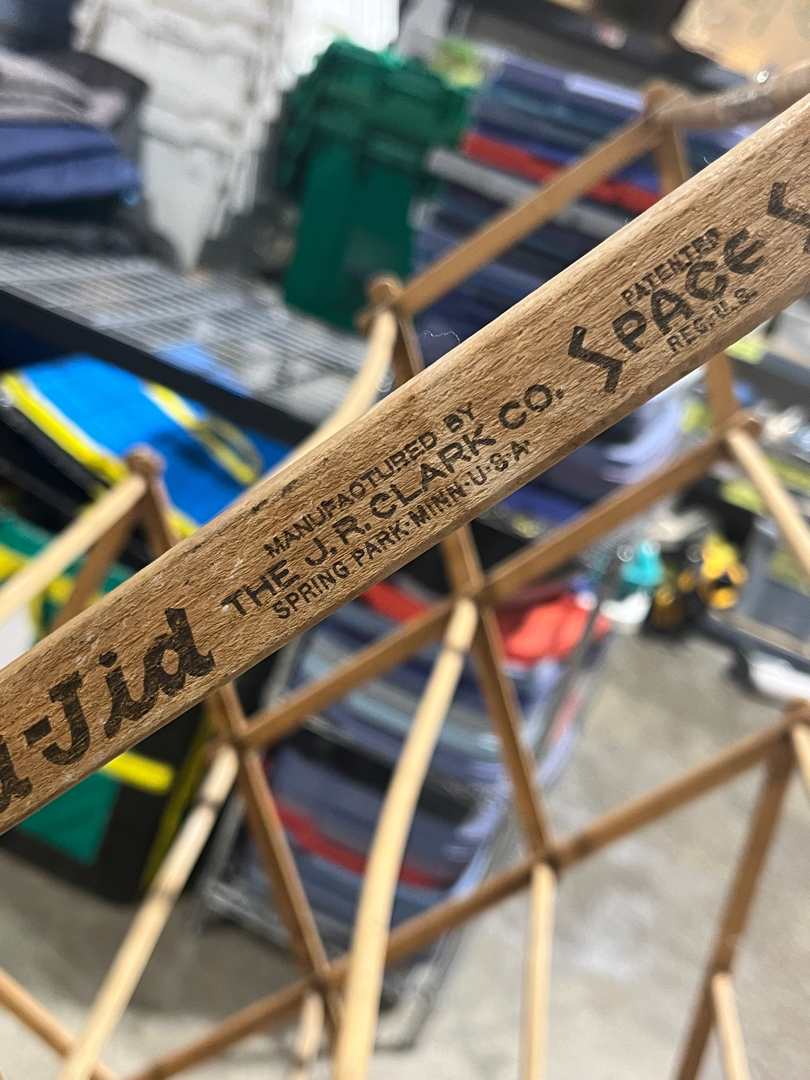 -Jid
MANUFACTURED BY
THE J. R. CLARK CO.
SPRING PARK·MINN·U·S·A·
PATENTED
SPACE
REG. U.S.